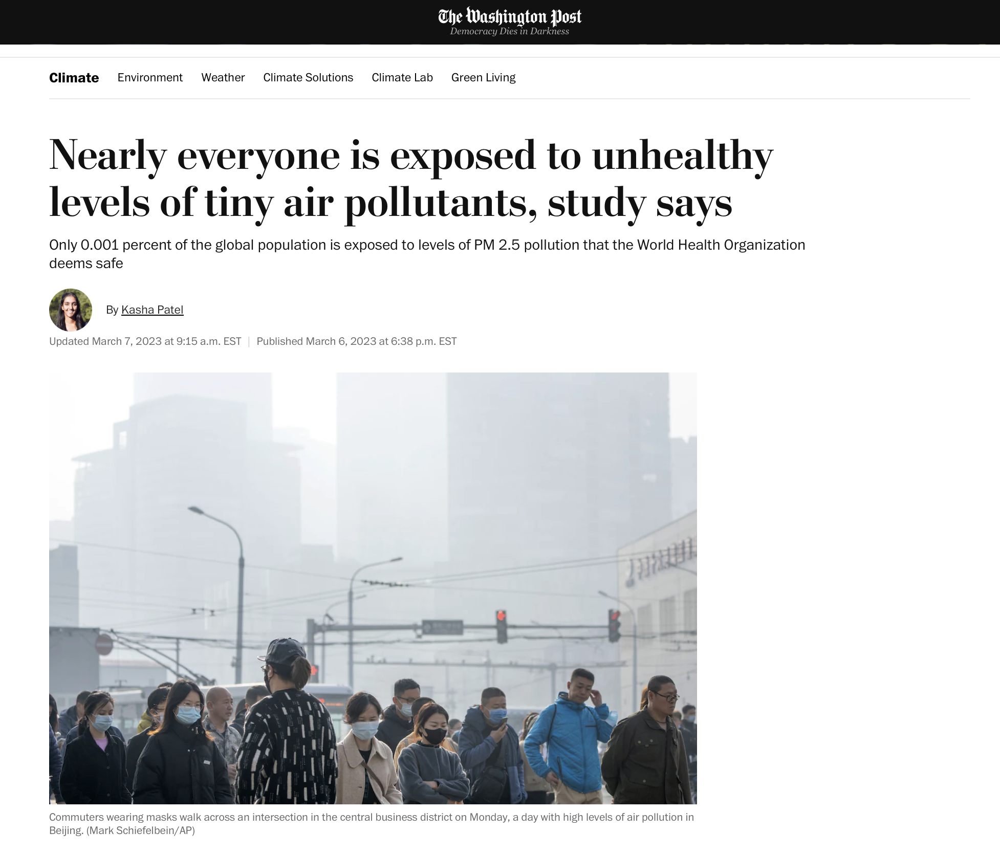 The Washington Post
Democracy Dies in Darkness
Climate Environment Weather Climate Solutions Climate Lab Green Living
Nearly everyone is exposed to unhealthy
levels of tiny air pollutants, study says
Only 0.001 percent of the global population is exposed to levels of PM 2.5 pollution that the World Health Organization
deems safe
By Kasha Patel
Updated March 7, 2023 at 9:15 a.m. EST | Published March 6, 2023 at 6:38 p.m. EST
Commuters wearing masks walk across an intersection in the central business district on Monday, a day with high levels of air pollution in
Beijing. (Mark Schiefelbein/AP)